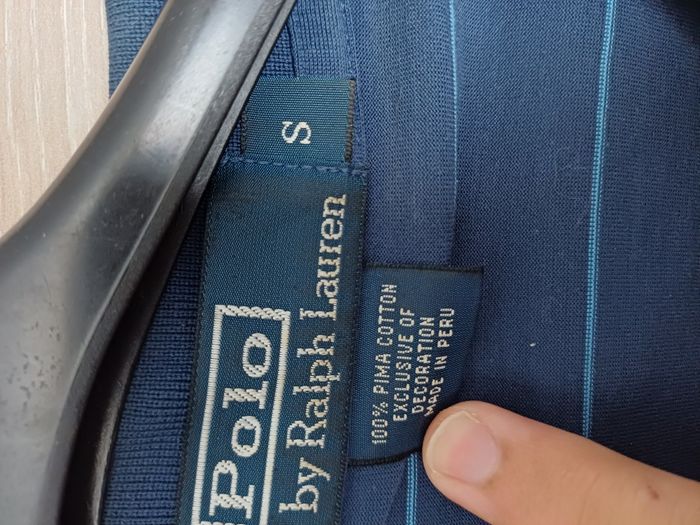 S
Polo
by Ralph Lauren
100% PIMA COTTON
EXCLUSIVE OF
DECORATION
MADE IN PERU